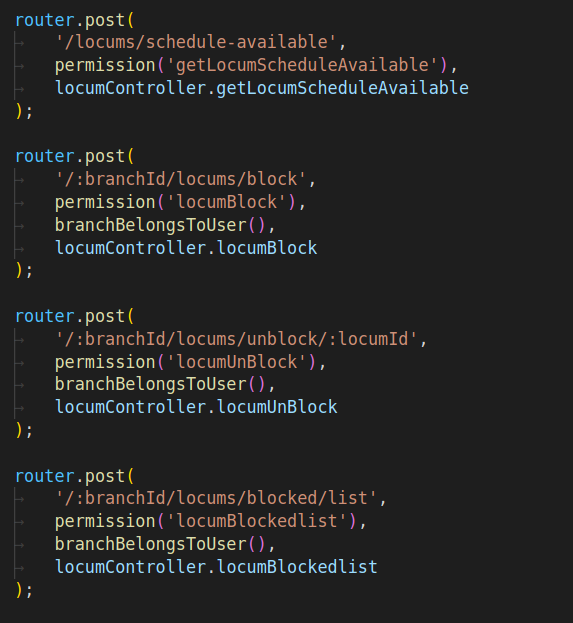 router.post(
'/locums/schedule-available',
permission('getLocumScheduleAvailable'),
locumController.getLocumScheduleAvailable
);
router.post(
'/:branchId/locums/block',
permission('locumBlock'),
branchBelongsToUser(),
locumController.locumBlock
);
router.post(
'/:branchId/locums/unblock/:locumId',
permission('locumUnBlock'),
branchBelongsToUser(),
locumController.locumUnBlock
);
router.post(
'/:branchId/locums/blocked/list',
permission('locumBlockedlist'),
branchBelongsToUser(),
locumController.locumBlockedlist
);